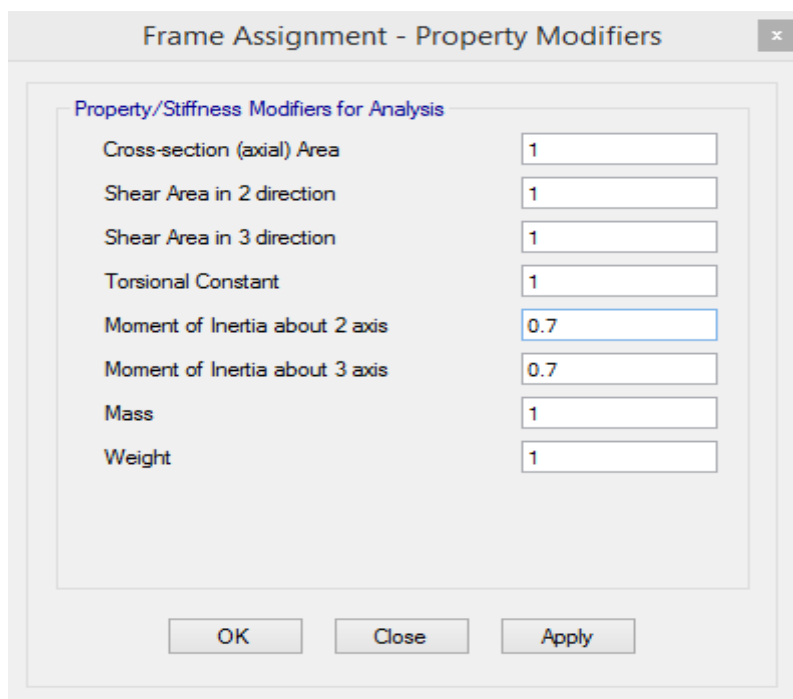 Frame Assignment - Property Modifiers
x
Property/Stiffness Modifiers for Analysis
Cross-section (axial) Area 1
Shear Area in 2 direction 1
Shear Area in 3 direction 1
Torsional Constant 1
Moment of Inertia about 2 axis 0.7
Moment of Inertia about 3 axis 0.7
Mass 1
Weight 1
OK Close Apply